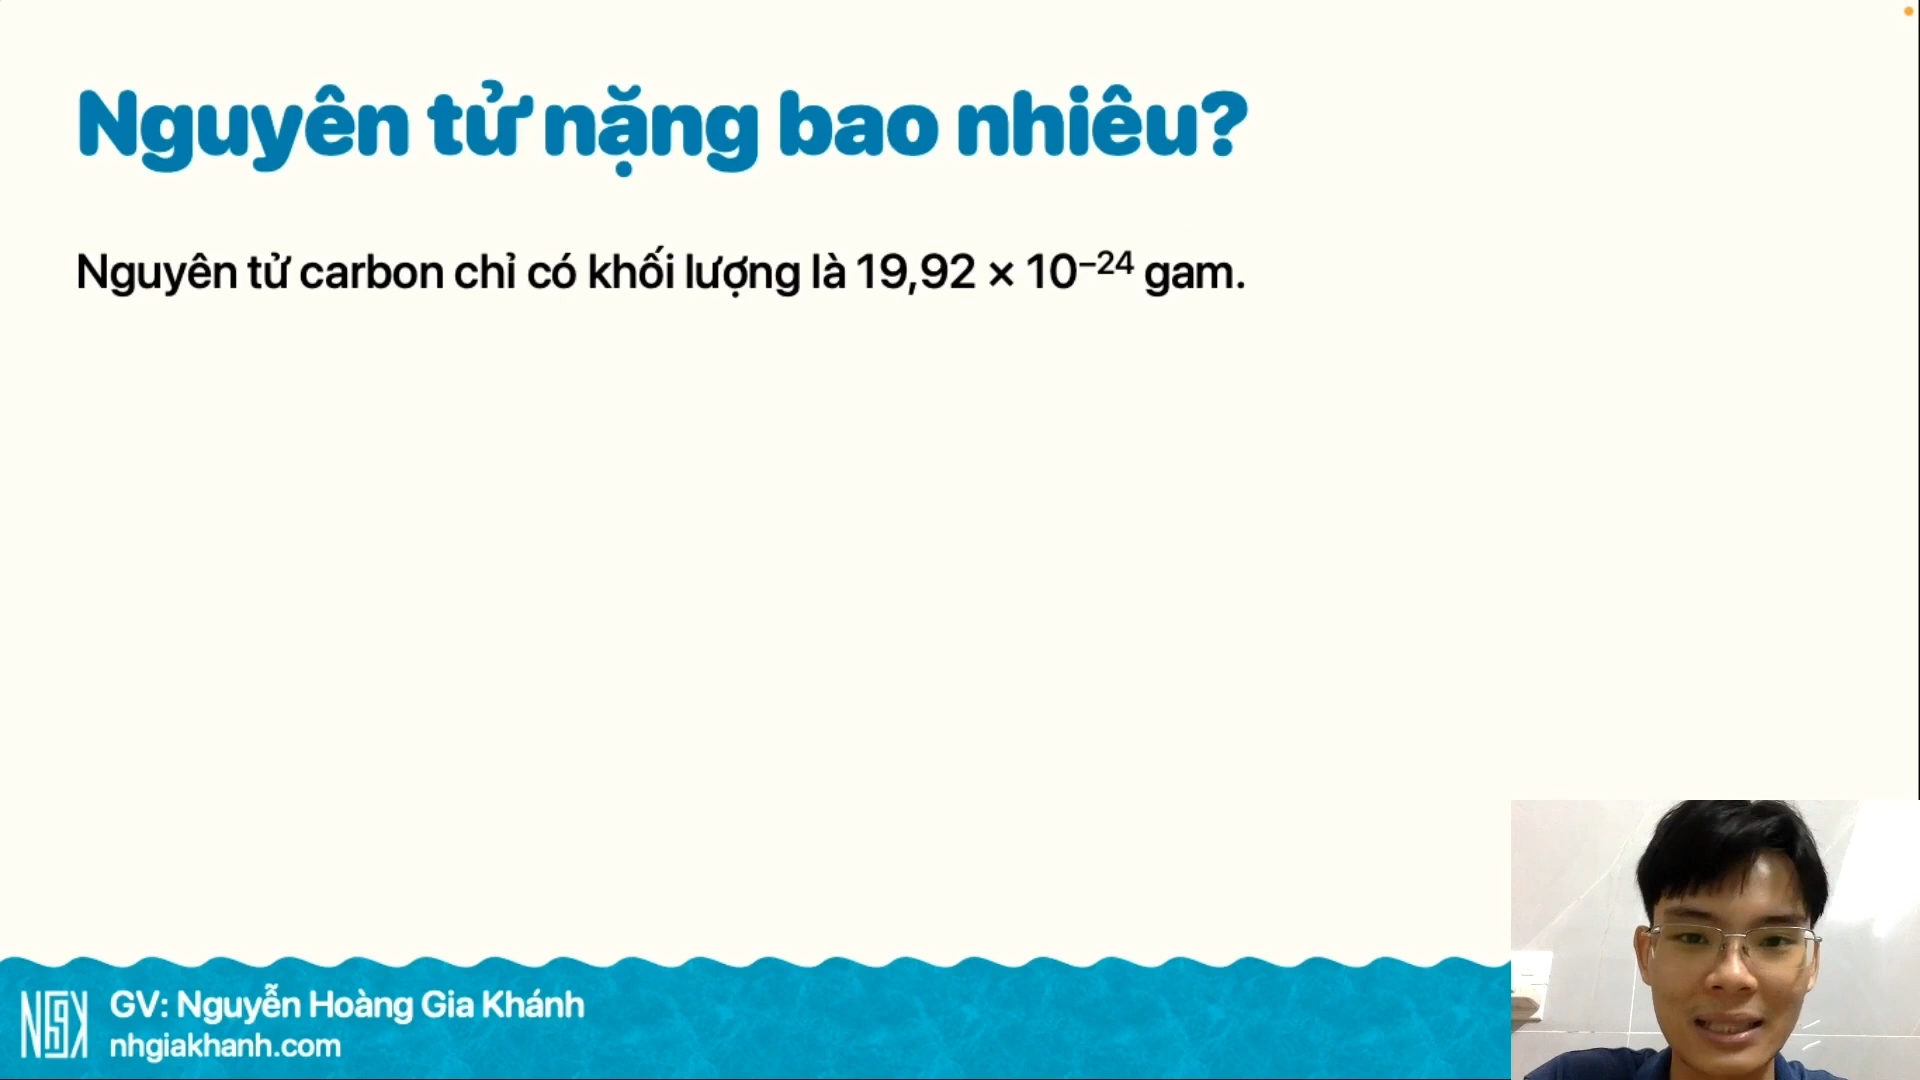 Nguyên tử nặng bao nhiêu?
Nguyên tử carbon chỉ có khối lượng là 19,92 × 10⁻²⁴ gam.
NGK GV: Nguyễn Hoàng Gia Khánh
nhgiakhanh.com